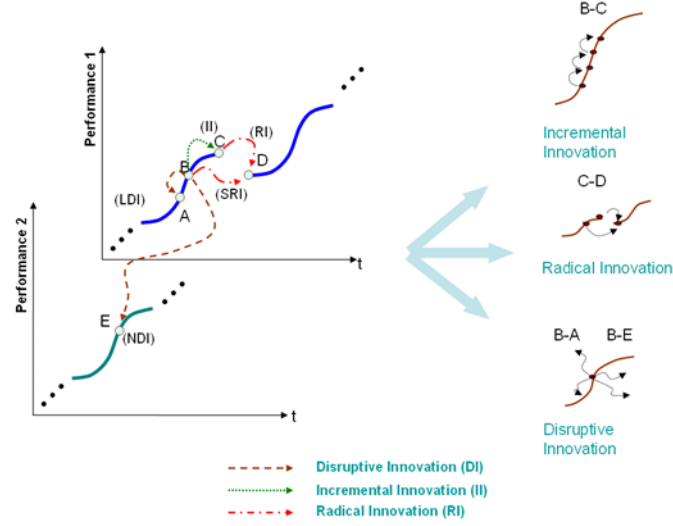 B-C
Performance 1
(II)
(RI)
C
B
D
(LDI)
(SRI)
A
t
Incremental
Innovation
C-D
Radical Innovation
Performance 2
E
(NDI)
t
B-A B-E
Disruptive
Innovation
Disruptive Innovation (DI)
Incremental Innovation (II)
Radical Innovation (RI)